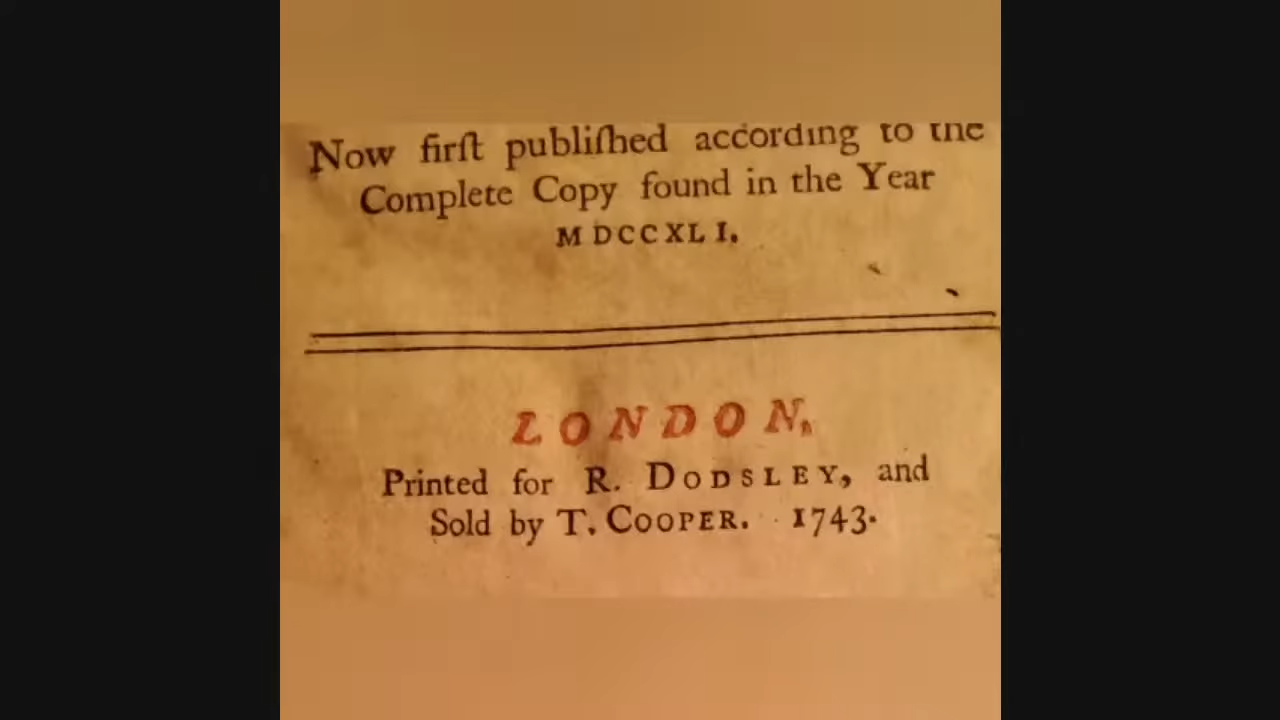 Now firſt publiſhed according to the
Complete Copy found in the Year
MDCCXLI.
LONDON,
Printed for R. DODSLEY, and
Sold by T. COOPER. 1743.